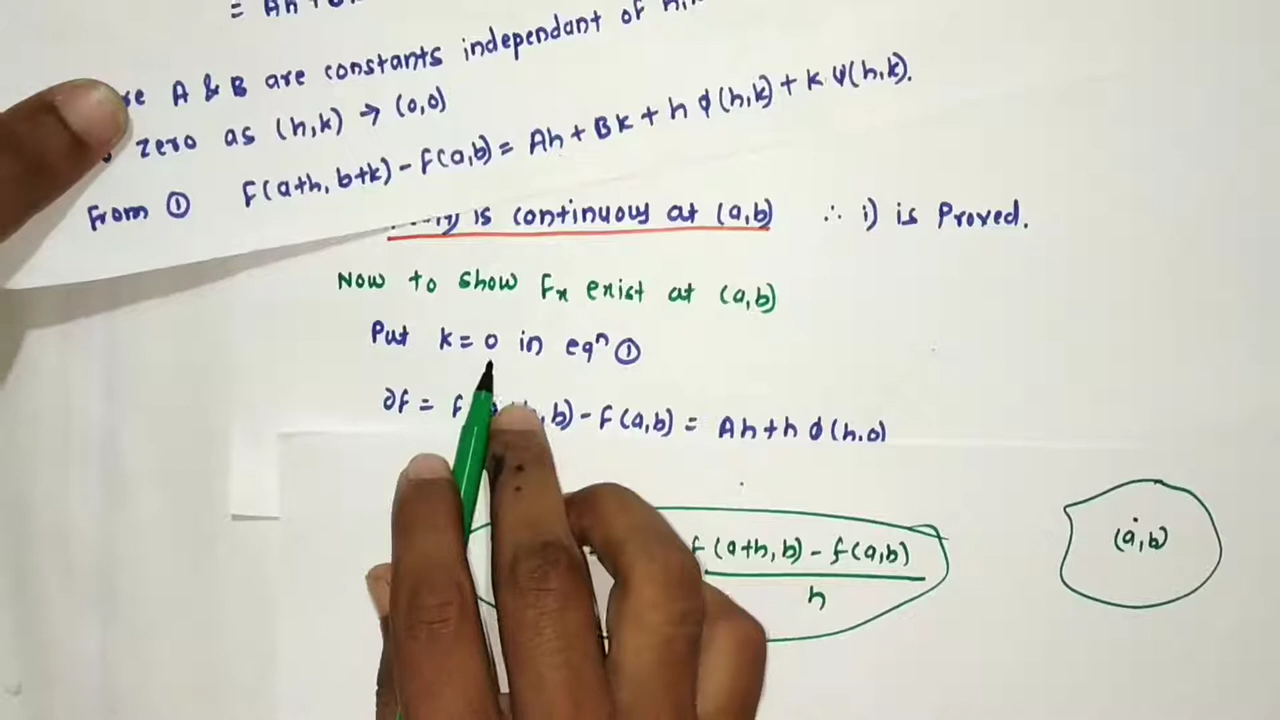 = Ah +
A & B are constants independant of
zero as (h,k) → (0,0)
From ① F(a+h, b+k) - F(a,b) = Ah + Bk + h ϕ(h,k) + k ψ(h,k).
is continuous at (a,b) ∴ i) is Proved.
Now to show Fx exist at (a,b)
Put k = 0 in eqⁿ ①
∂f = f , b) - F(a,b) = Ah + h ϕ(h.0)
f(a+h, b) - f(a,b)
h
(a,b)